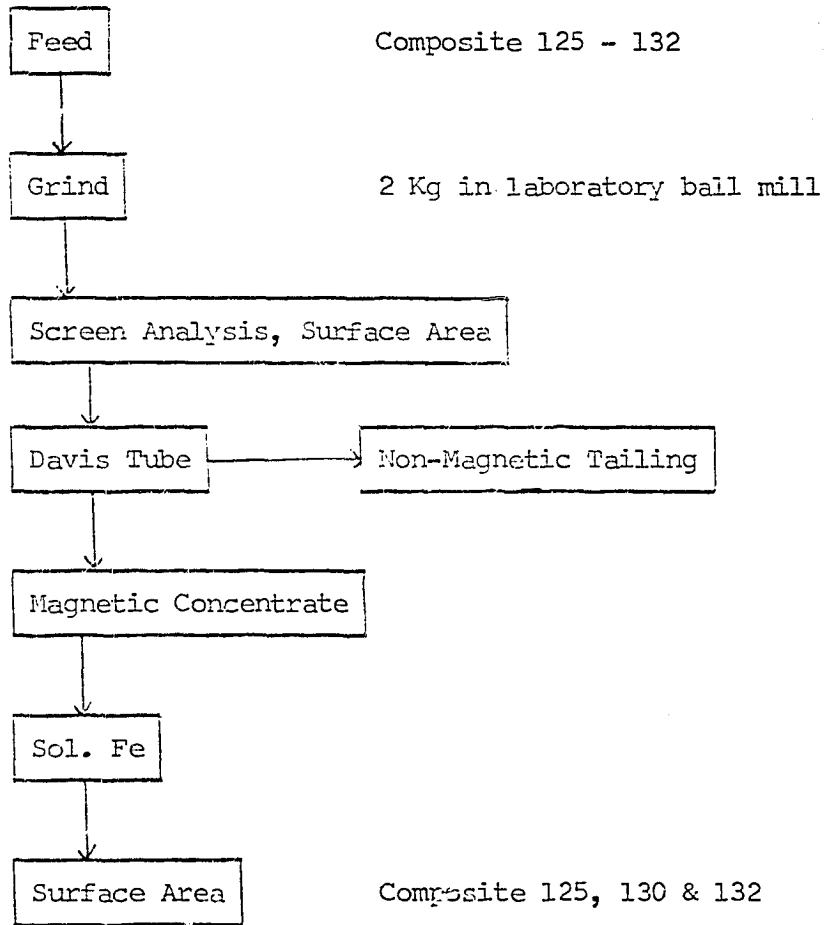 Feed
Composite 125 - 132
Grind
2 Kg in laboratory ball mill
Screen Analysis, Surface Area
Davis Tube
Non-Magnetic Tailing
Magnetic Concentrate
Sol. Fe
Surface Area
Composite 125, 130 & 132